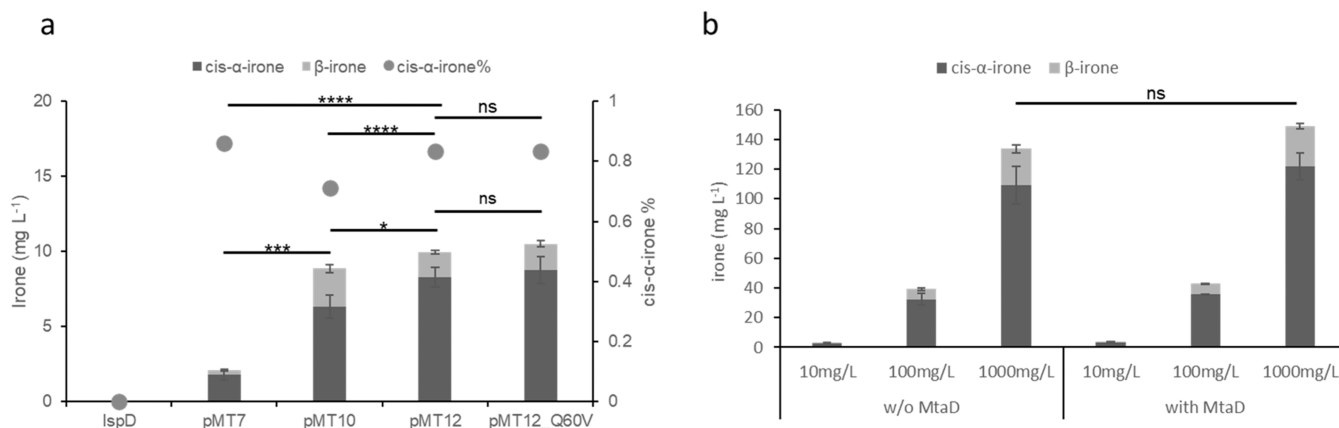 a
cis-α-irone β-irone cis-α-irone%
20
15
10
5
0
Irone (mg L-1)
****
ns
****
ns
*
***
1
0.8
0.6
0.4
0.2
0
cis-α-irone %
IspD pMT7 pMT10 pMT12 pMT12 Q60V
b
cis-α-irone β-irone
160
140
120
100
80
60
40
20
0
irone (mg L-1)
ns
10mg/L 100mg/L 1000mg/L 10mg/L 100mg/L 1000mg/L
w/o MtaD with MtaD